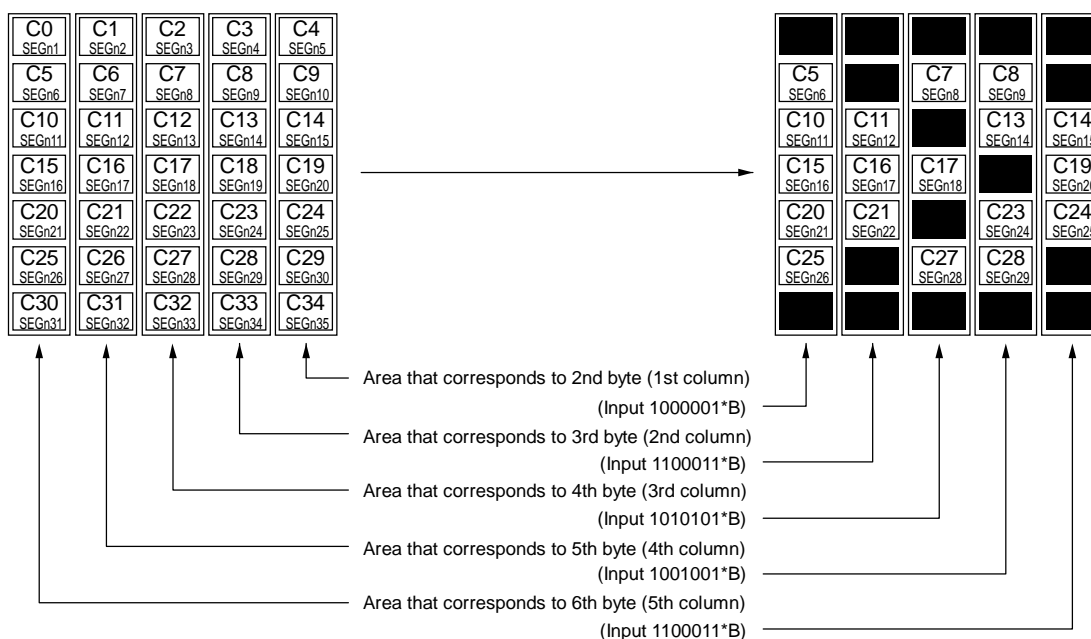 C0 C1 C2 C3 C4
SEGn1 SEGn2 SEGn3 SEGn4 SEGn5
C5 C6 C7 C8 C9 C5 C7 C8
SEGn6 SEGn7 SEGn8 SEGn9 SEGn10 SEGn6 SEGn8 SEGn9
C10 C11 C12 C13 C14 C10 C11 C13 C14
SEGn11 SEGn12 SEGn13 SEGn14 SEGn15 SEGn11 SEGn12 SEGn14 SEGn15
C15 C16 C17 C18 C19 C15 C16 C17 C19
SEGn16 SEGn17 SEGn18 SEGn19 SEGn20 SEGn16 SEGn17 SEGn18 SEGn20
C20 C21 C22 C23 C24 C20 C21 C23 C24
SEGn21 SEGn22 SEGn23 SEGn24 SEGn25 SEGn21 SEGn22 SEGn24 SEGn25
C25 C26 C27 C28 C29 C25 C27 C28
SEGn26 SEGn27 SEGn28 SEGn29 SEGn30 SEGn26 SEGn28 SEGn29
C30 C31 C32 C33 C34
SEGn31 SEGn32 SEGn33 SEGn34 SEGn35
Area that corresponds to 2nd byte (1st column)
(Input 1000001*B)
Area that corresponds to 3rd byte (2nd column)
(Input 1100011*B)
Area that corresponds to 4th byte (3rd column)
(Input 1010101*B)
Area that corresponds to 5th byte (4th column)
(Input 1001001*B)
Area that corresponds to 6th byte (5th column)
(Input 1100011*B)